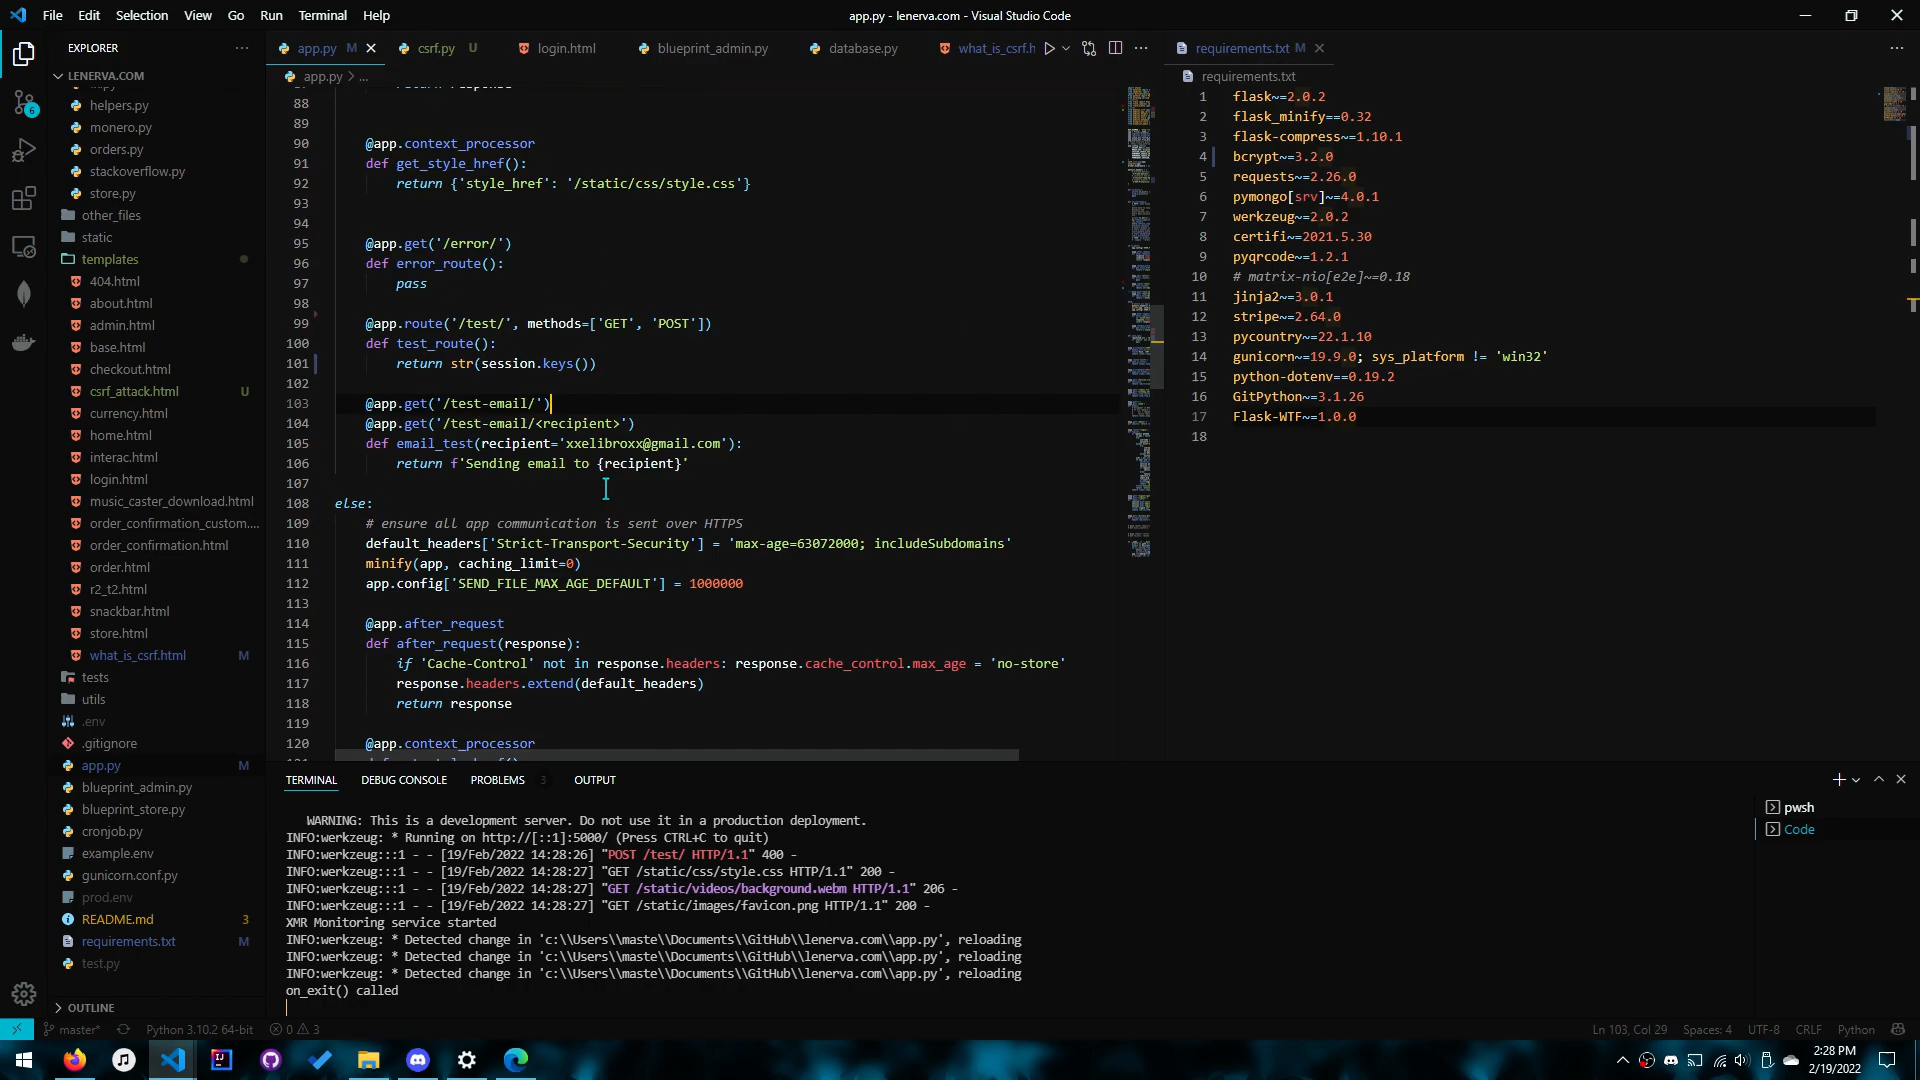 File Edit Selection View Go Run Terminal Help
app.py - lenerva.com - Visual Studio Code
EXPLORER
LENERVA.COM
helpers.py
monero.py
orders.py
stackoverflow.py
store.py
other_files
static
templates
404.html
about.html
admin.html
base.html
checkout.html
csrf_attack.html U
currency.html
home.html
interac.html
login.html
music_caster_download.html
order_confirmation_custom....
order_confirmation.html
order.html
r2_t2.html
snackbar.html
store.html
what_is_csrf.html M
tests
utils
.env
.gitignore
app.py M
blueprint_admin.py
blueprint_store.py
cronjob.py
example.env
gunicorn.conf.py
prod.env
README.md 3
requirements.txt M
test.py
OUTLINE
6
app.py M csrf.py U login.html blueprint_admin.py database.py what_is_csrf.h
app.py > ...
88
89
90 @app.context_processor
91 def get_style_href():
92 return {'style_href': '/static/css/style.css'}
93
94
95 @app.get('/error/')
96 def error_route():
97 pass
98
99 @app.route('/test/', methods=['GET', 'POST'])
100 def test_route():
101 return str(session.keys())
102
103 @app.get('/test-email/')
104 @app.get('/test-email/<recipient>')
105 def email_test(recipient='xxelibroxx@gmail.com'):
106 return f'Sending email to {recipient}'
107
108 else:
109 # ensure all app communication is sent over HTTPS
110 default_headers['Strict-Transport-Security'] = 'max-age=63072000; includeSubdomains'
111 minify(app, caching_limit=0)
112 app.config['SEND_FILE_MAX_AGE_DEFAULT'] = 1000000
113
114 @app.after_request
115 def after_request(response):
116 if 'Cache-Control' not in response.headers: response.cache_control.max_age = 'no-store'
117 response.headers.extend(default_headers)
118 return response
119
120 @app.context_processor
requirements.txt M
requirements.txt
1 flask~=2.0.2
2 flask_minify==0.32
3 flask-compress~=1.10.1
4 bcrypt~=3.2.0
5 requests~=2.26.0
6 pymongo[srv]~=4.0.1
7 werkzeug~=2.0.2
8 certifi~=2021.5.30
9 pyqrcode~=1.2.1
10 # matrix-nio[e2e]~=0.18
11 jinja2~=3.0.1
12 stripe~=2.64.0
13 pycountry~=22.1.10
14 gunicorn~=19.9.0; sys_platform != 'win32'
15 python-dotenv==0.19.2
16 GitPython~=3.1.26
17 Flask-WTF~=1.0.0
18
TERMINAL DEBUG CONSOLE PROBLEMS 3 OUTPUT
WARNING: This is a development server. Do not use it in a production deployment.
INFO:werkzeug: * Running on http://[::1]:5000/ (Press CTRL+C to quit)
INFO:werkzeug:::1 - - [19/Feb/2022 14:28:26] "POST /test/ HTTP/1.1" 400 -
INFO:werkzeug:::1 - - [19/Feb/2022 14:28:27] "GET /static/css/style.css HTTP/1.1" 200 -
INFO:werkzeug:::1 - - [19/Feb/2022 14:28:27] "GET /static/videos/background.webm HTTP/1.1" 206 -
INFO:werkzeug:::1 - - [19/Feb/2022 14:28:27] "GET /static/images/favicon.png HTTP/1.1" 200 -
XMR Monitoring service started
INFO:werkzeug: * Detected change in 'c:\\Users\\maste\\Documents\\GitHub\\lenerva.com\\app.py', reloading
INFO:werkzeug: * Detected change in 'c:\\Users\\maste\\Documents\\GitHub\\lenerva.com\\app.py', reloading
INFO:werkzeug: * Detected change in 'c:\\Users\\maste\\Documents\\GitHub\\lenerva.com\\app.py', reloading
on_exit() called
pwsh
Code
master* Python 3.10.2 64-bit 0 3
Ln 103, Col 29 Spaces: 4 UTF-8 CRLF Python
2:28 PM
2/19/2022